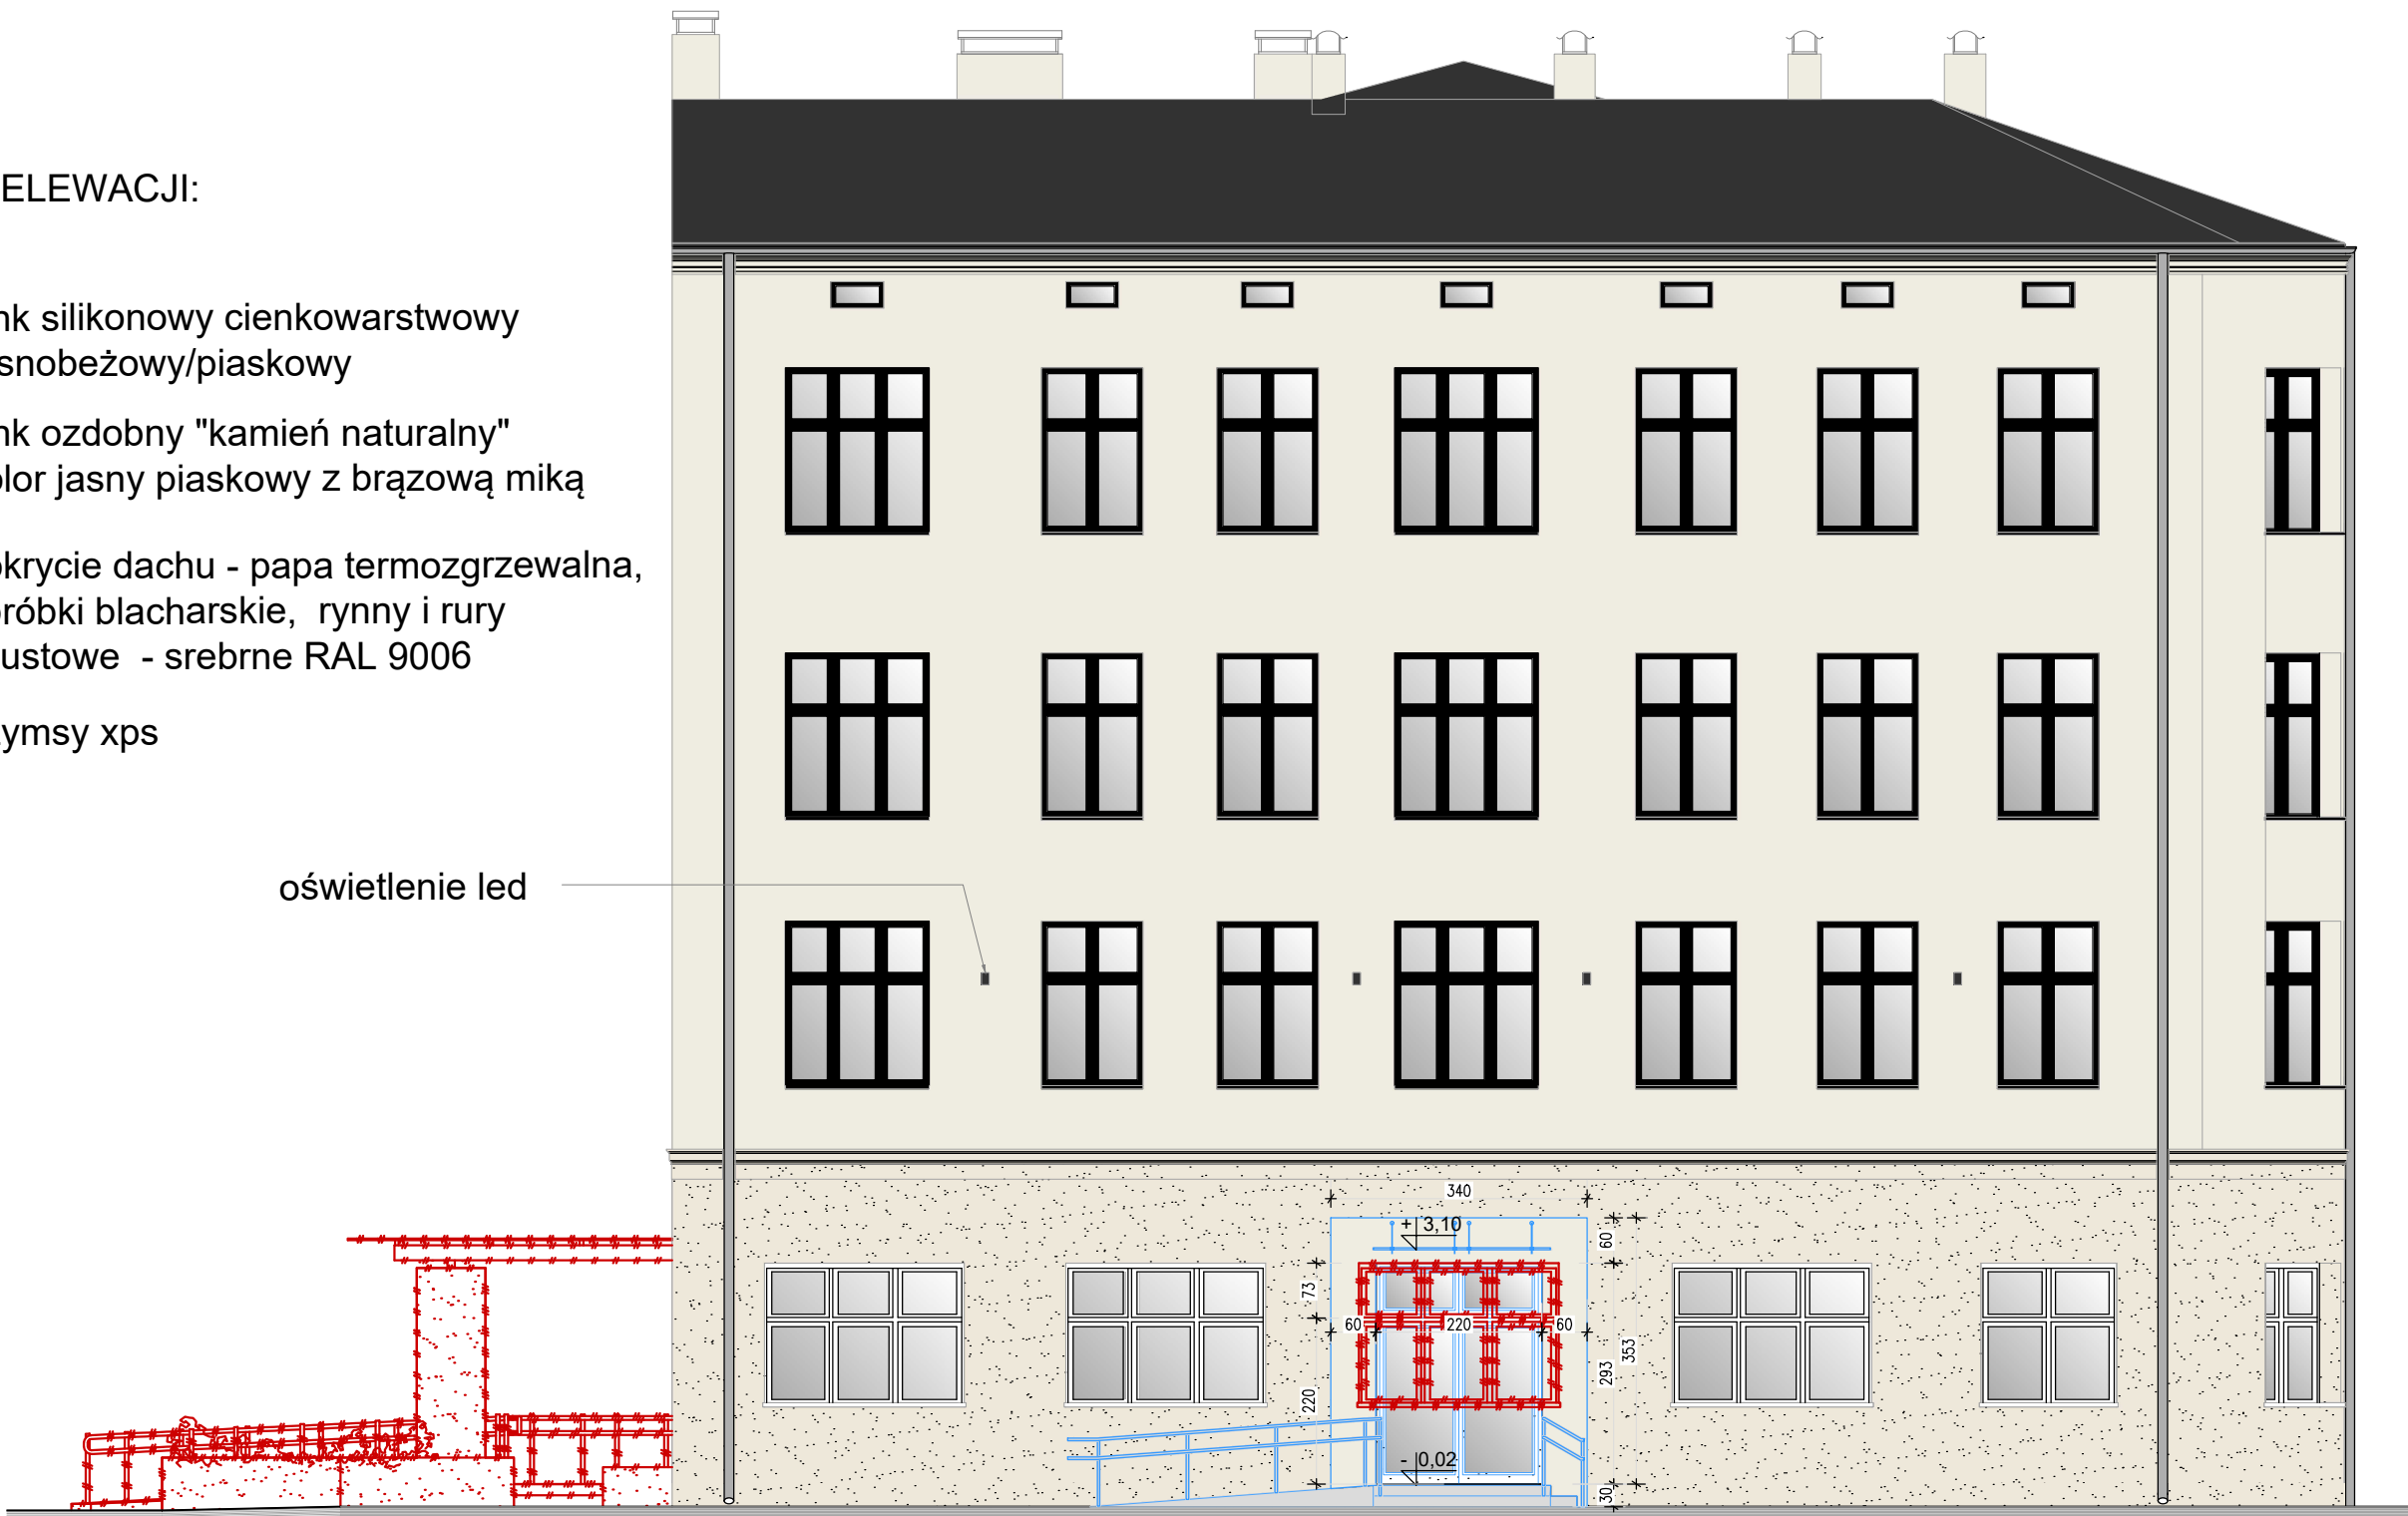 ELEWACJI:
nk silikonowy cienkowarstwowy
snobeżowy/piaskowy
nk ozdobny "kamień naturalny"
olor jasny piaskowy z brązową miką
okrycie dachu - papa termozgrzewalna,
oróbki blacharskie, rynny i rury
ustowe - srebrne RAL 9006
ymsy xps
oświetlenie led
340
+ 3,10
60
73
60
220
60
353
293
220
- 0,02
30